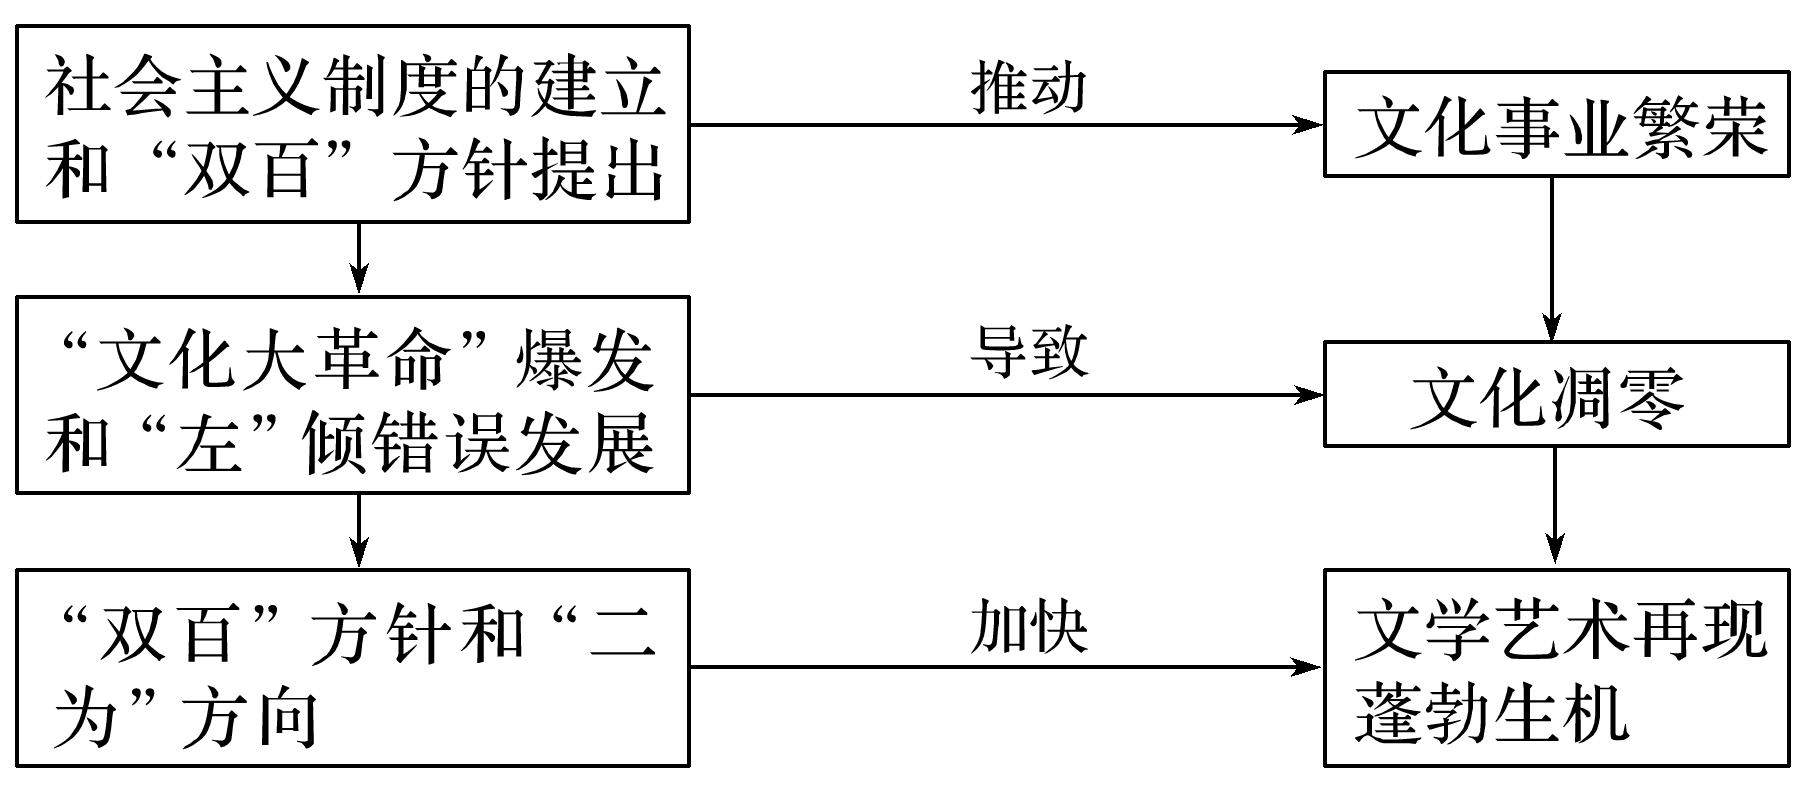 社会主义制度的建立
和“双百”方针提出
推动
文化事业繁荣
“文化大革命”爆发
和“左”倾错误发展
导致
文化凋零
“双百”方针和“二
为”方向
加快
文学艺术再现
蓬勃生机